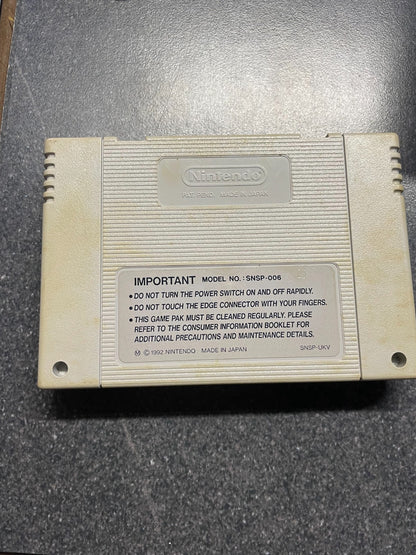 Nintendo
PAT. PEND. MADE IN JAPAN
IMPORTANT MODEL NO.: SNSP-006
• DO NOT TURN THE POWER SWITCH ON AND OFF RAPIDLY.
• DO NOT TOUCH THE EDGE CONNECTOR WITH YOUR FINGERS.
• THIS GAME PAK MUST BE CLEANED REGULARLY. PLEASE
REFER TO THE CONSUMER INFORMATION BOOKLET FOR
ADDITIONAL PRECAUTIONS AND MAINTENANCE DETAILS.
Ⓜ © 1992 NINTENDO MADE IN JAPAN SNSP-UKV